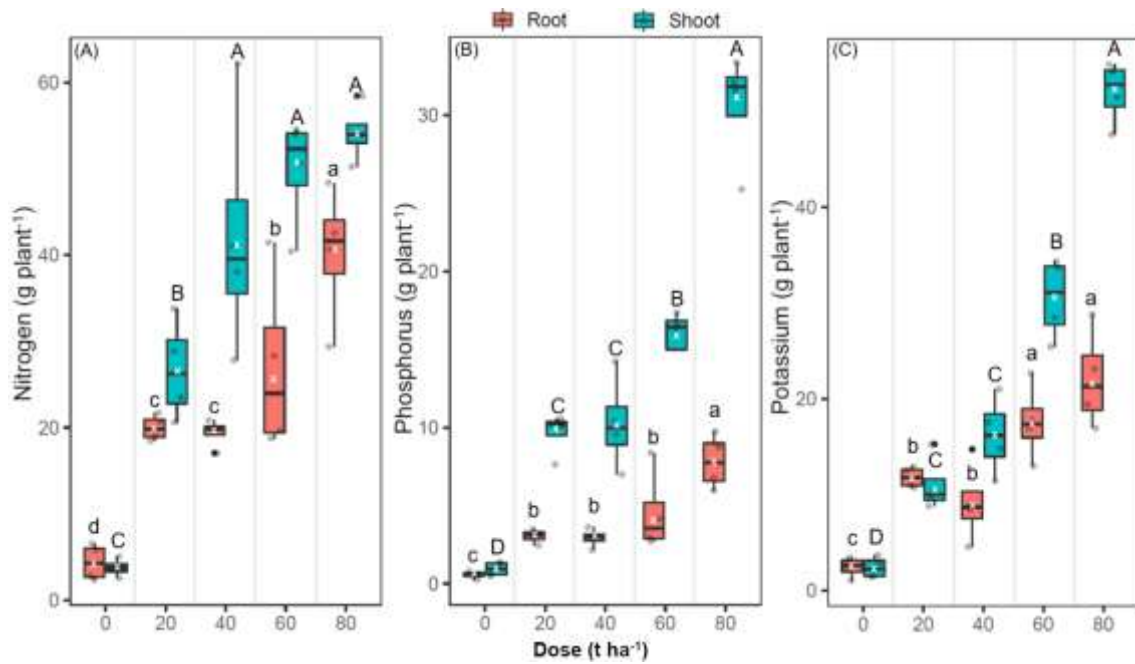 Root Shoot
(A)
Nitrogen (g plant⁻¹)
60
40
20
0
d
C
c
B
c
A
b
A
a
A
0 20 40 60 80
(B)
Phosphorus (g plant⁻¹)
30
20
10
0
c
D
b
C
b
C
b
B
a
A
0 20 40 60 80
(C)
Potassium (g plant⁻¹)
40
20
0
c
D
b
C
b
C
a
B
a
A
0 20 40 60 80
Dose (t ha⁻¹)